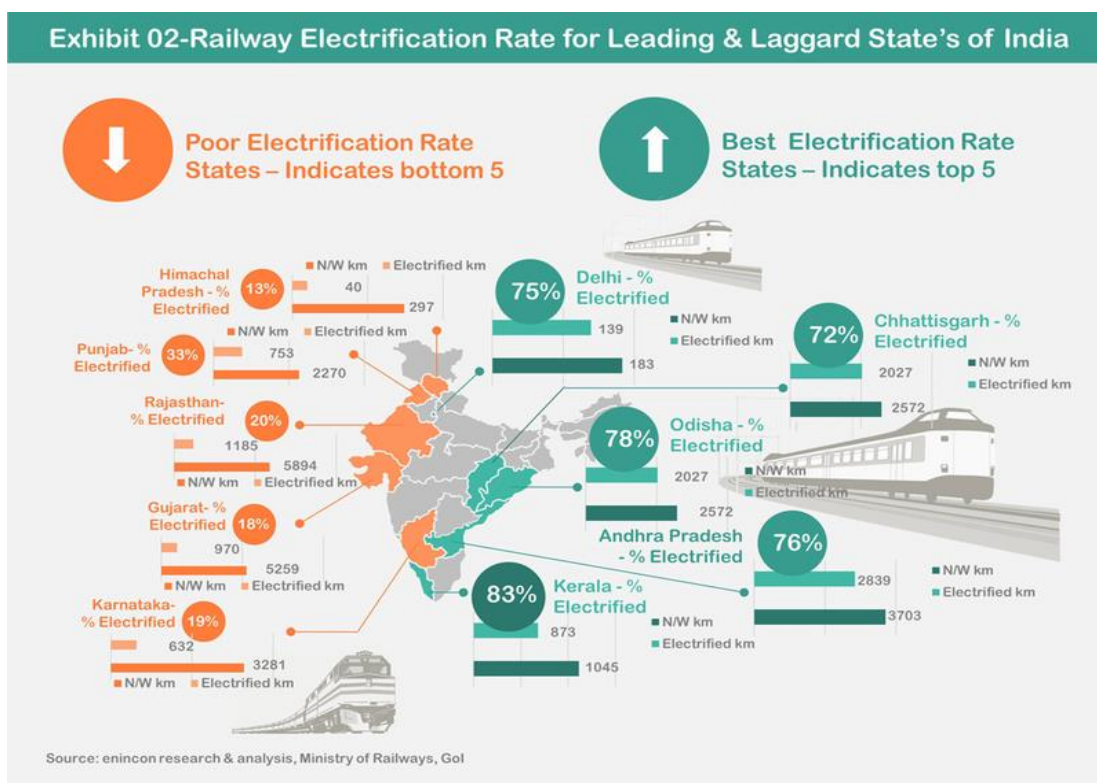 Exhibit 02-Railway Electrification Rate for Leading & Laggard State's of India
Poor Electrification Rate
States – Indicates bottom 5
Best Electrification Rate
States – Indicates top 5
Himachal
Pradesh - %
Electrified
13%
N/W km
Electrified km
40
297
Punjab- %
Electrified
33%
N/W km
Electrified km
753
2270
Rajasthan-
% Electrified
20%
1185
5894
N/W km
Electrified km
Gujarat- %
Electrified
18%
970
5259
N/W km
Electrified km
Karnataka-
% Electrified
19%
632
3281
N/W km
Electrified km
75%
Delhi - %
Electrified
139
183
N/W km
Electrified km
72%
Chhattisgarh - %
Electrified
2027
2572
N/W km
Electrified km
78%
Odisha - %
Electrified
2027
2572
N/W km
Electrified km
Andhra Pradesh
- % Electrified
76%
2839
3703
N/W km
Electrified km
83%
Kerala - %
Electrified
873
1045
N/W km
Electrified km
Source: enincon research & analysis, Ministry of Railways, GoI